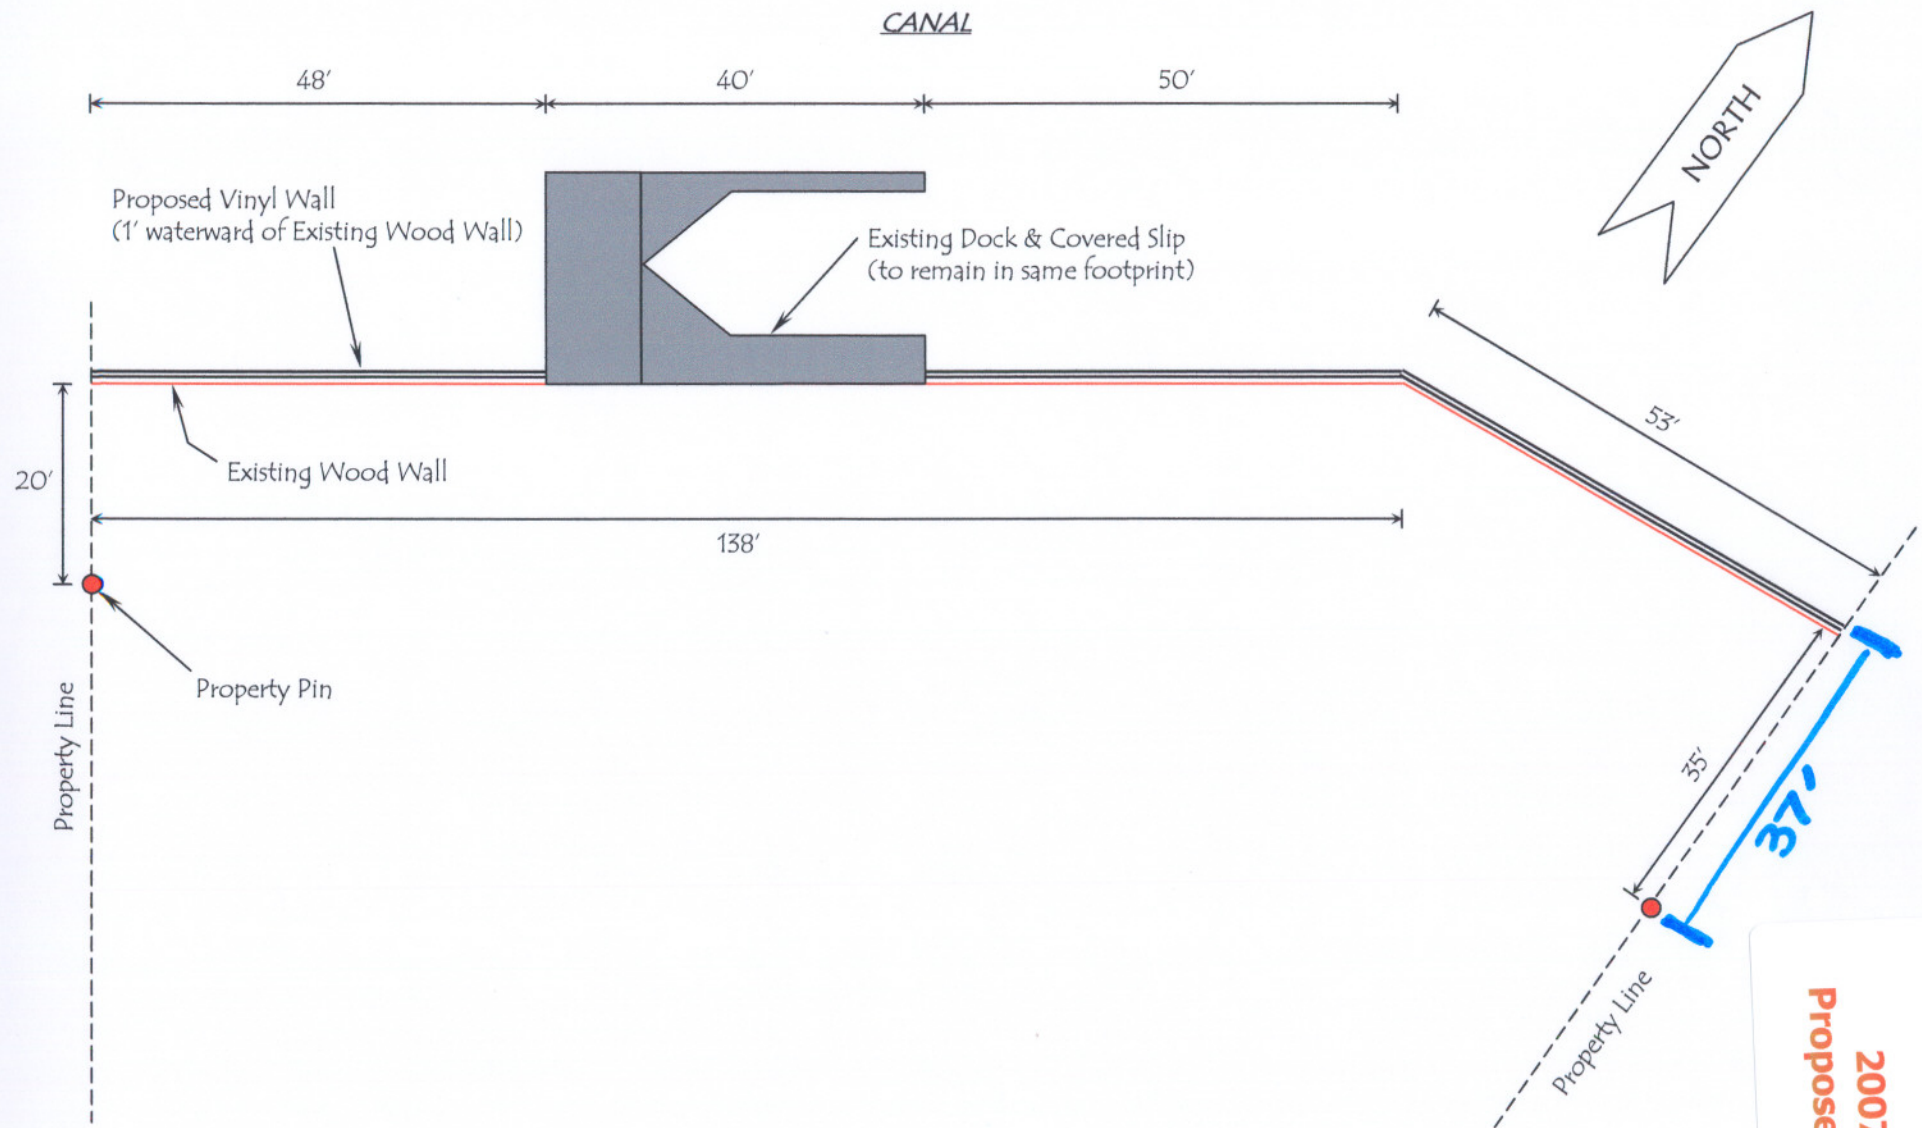 CANAL
48'
40'
50'
NORTH
Proposed Vinyl Wall
(1' waterward of Existing Wood Wall)
Existing Dock & Covered Slip
(to remain in same footprint)
53'
20'
Existing Wood Wall
138'
Property Pin
Property Line
35'
37'
Property Line
2007
Propose